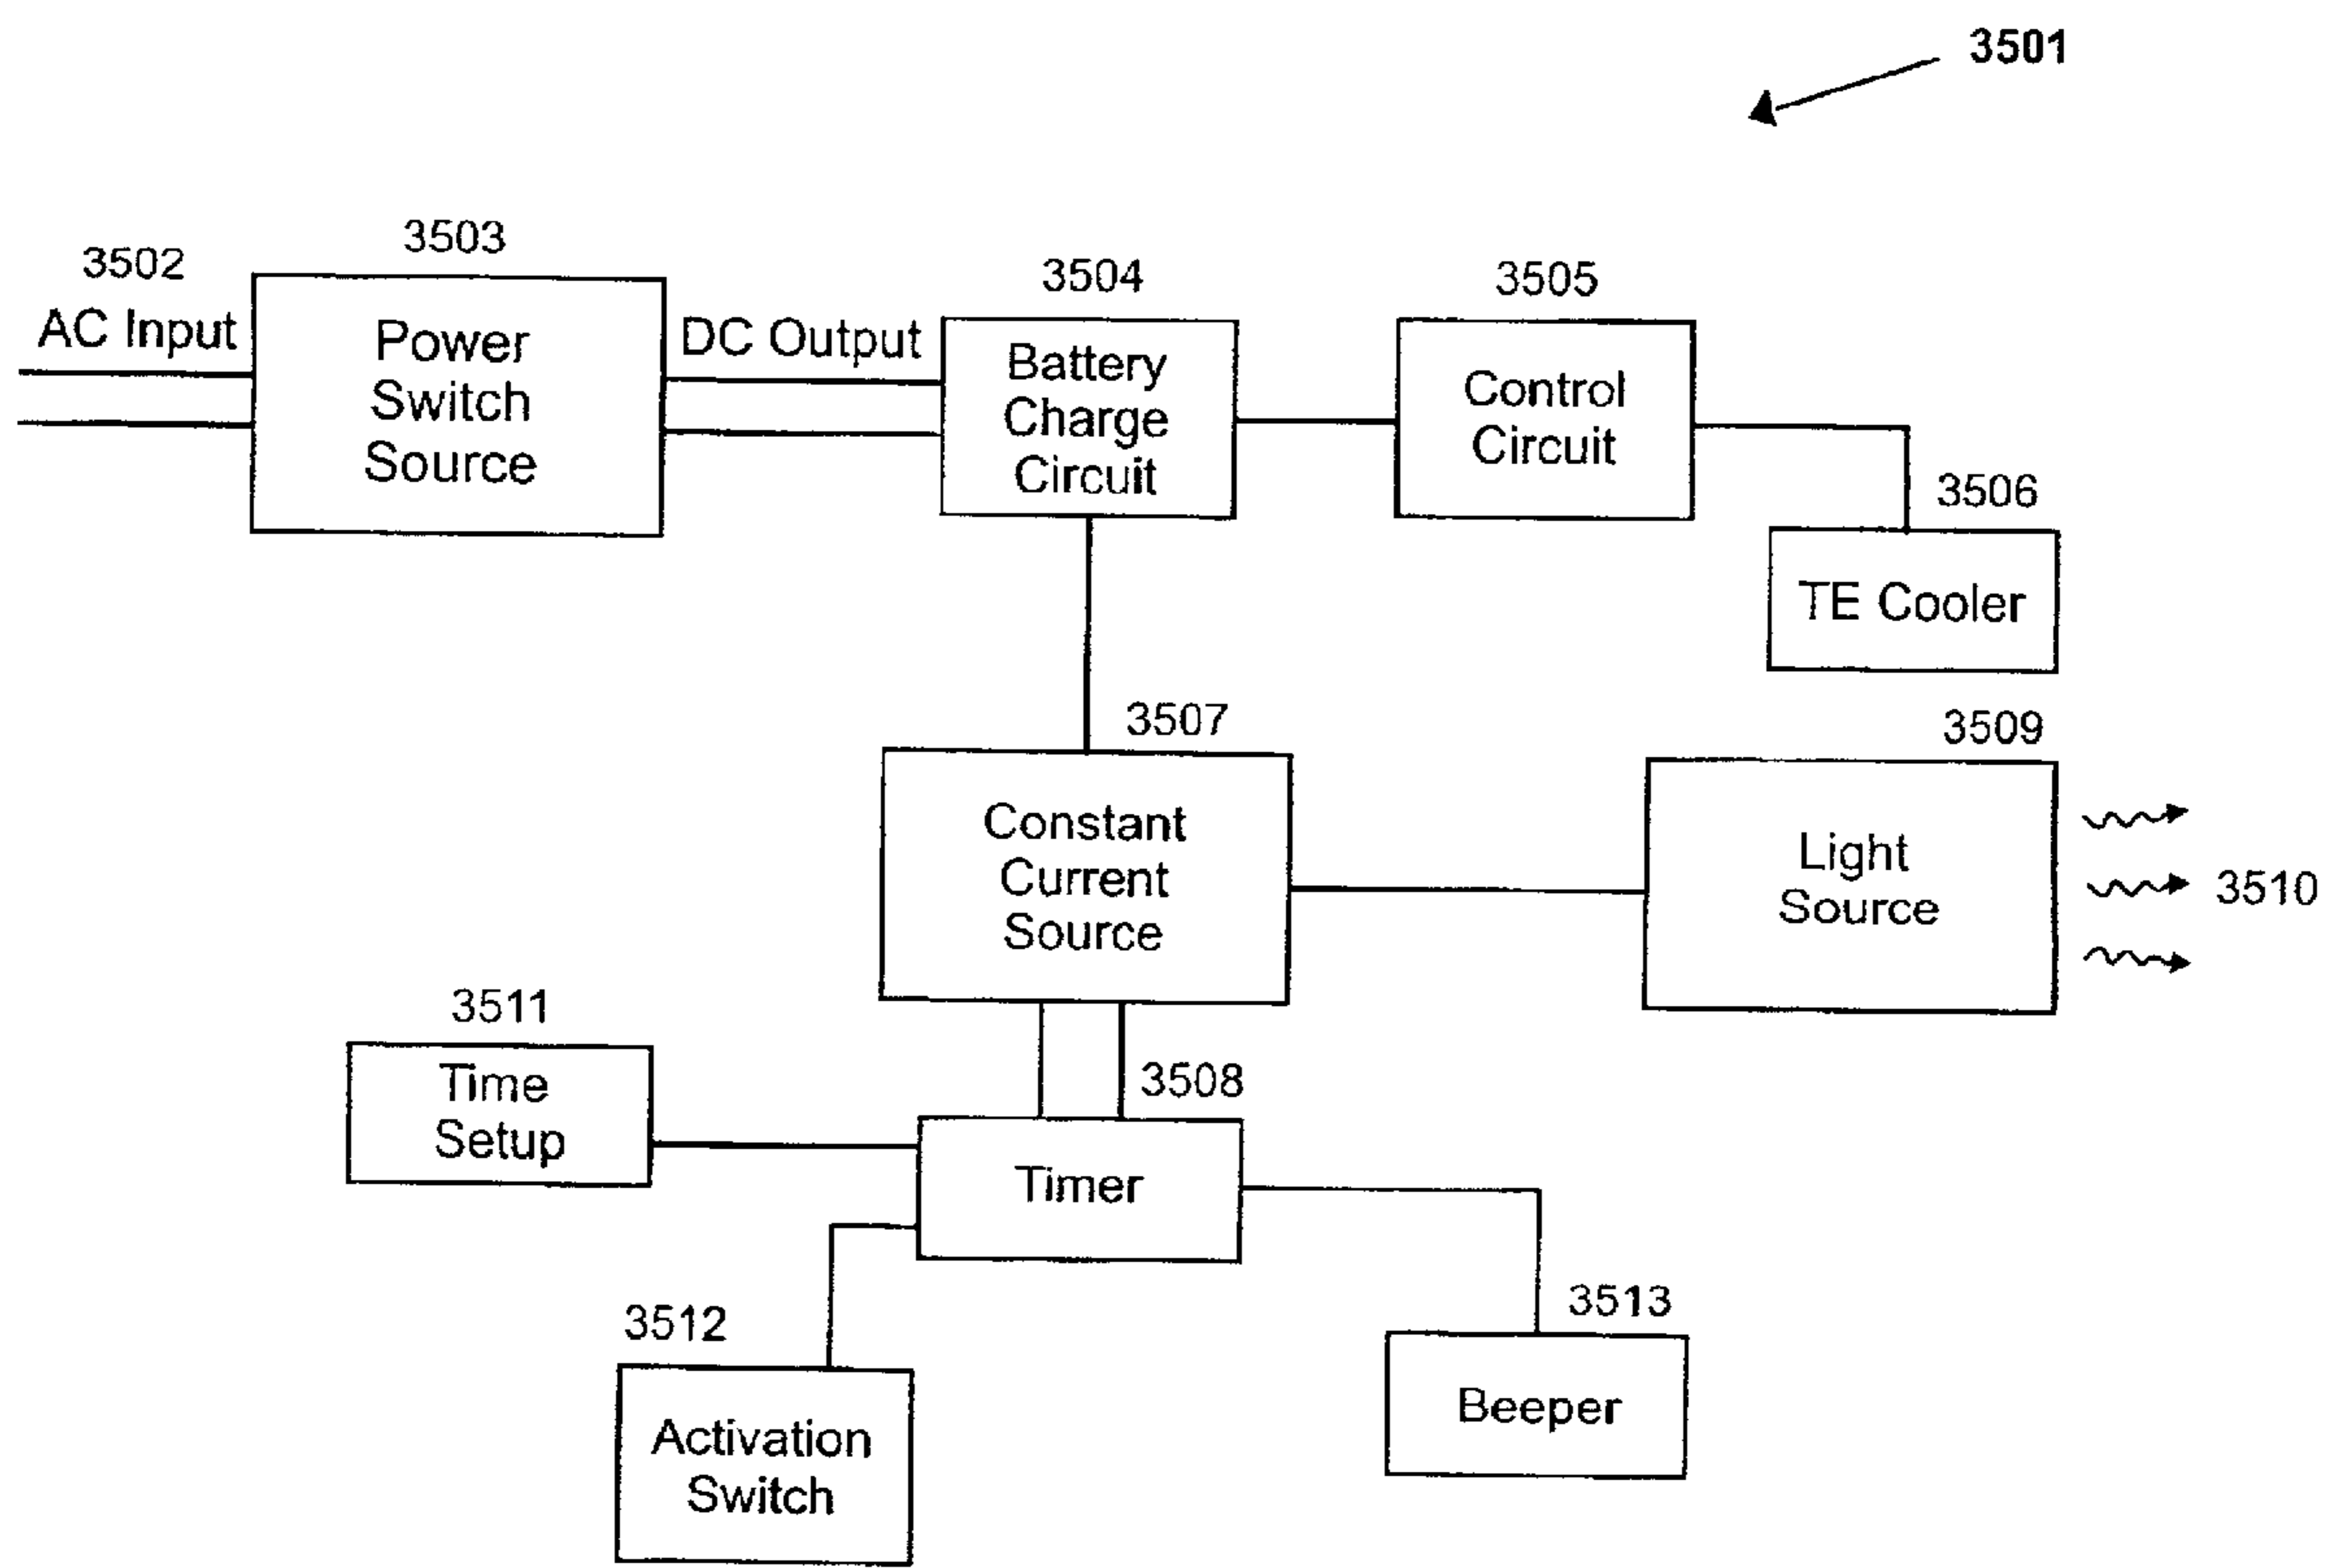 3501
3502
AC Input
3503
Power
Switch
Source
DC Output
3504
Battery
Charge
Circuit
3505
Control
Circuit
3506
TE Cooler
3507
Constant
Current
Source
3509
Light
Source
3510
3511
Time
Setup
3508
Timer
3512
Activation
Switch
3513
Beeper